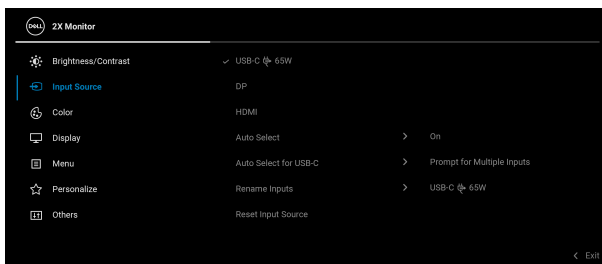 DELL 2X Monitor
Brightness/Contrast USB-C 65W
Input Source DP
Color HDMI
Display Auto Select On
Menu Auto Select for USB-C Prompt for Multiple Inputs
Personalize Rename Inputs USB-C 65W
Others Reset Input Source
Exit